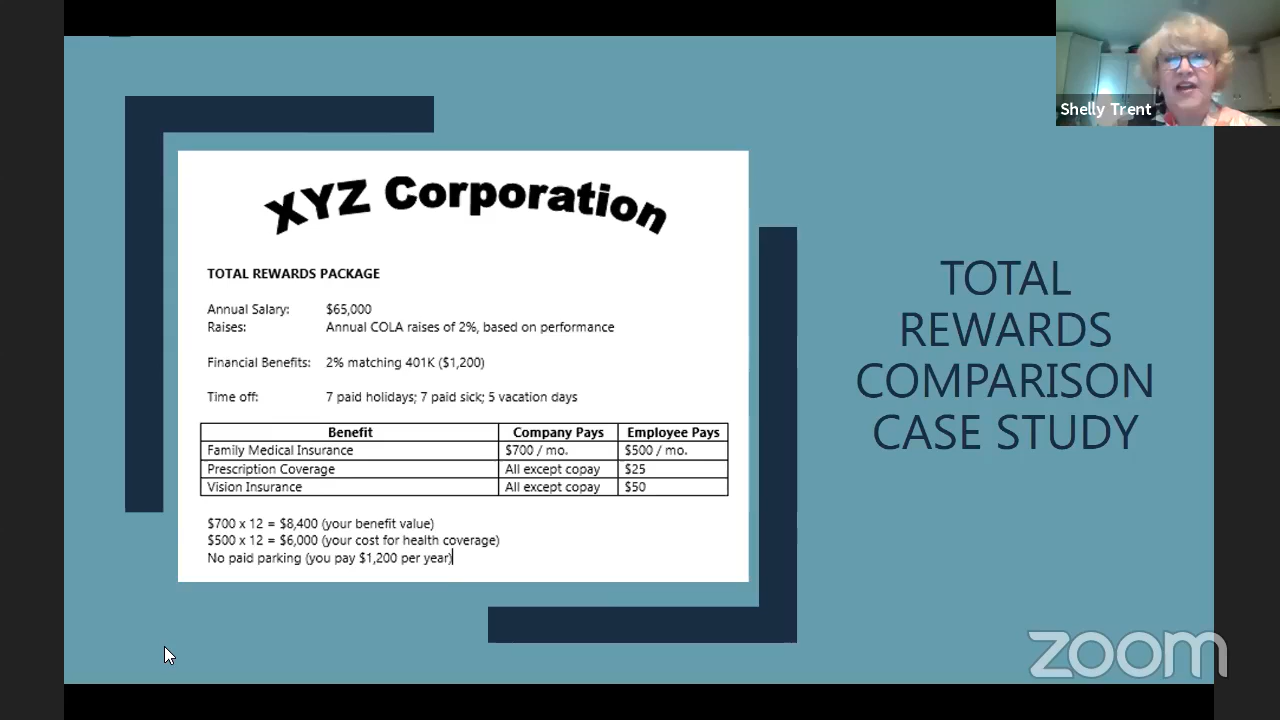 Shelly Trent
XYZ Corporation
TOTAL REWARDS PACKAGE
Annual Salary: $65,000
Raises: Annual COLA raises of 2%, based on performance
Financial Benefits: 2% matching 401K ($1,200)
Time off: 7 paid holidays; 7 paid sick; 5 vacation days
Benefit Company Pays Employee Pays
Family Medical Insurance $700 / mo. $500 / mo.
Prescription Coverage All except copay $25
Vision Insurance All except copay $50
$700 x 12 = $8,400 (your benefit value)
$500 x 12 = $6,000 (your cost for health coverage)
No paid parking (you pay $1,200 per year)
TOTAL
REWARDS
COMPARISON
CASE STUDY
zoom